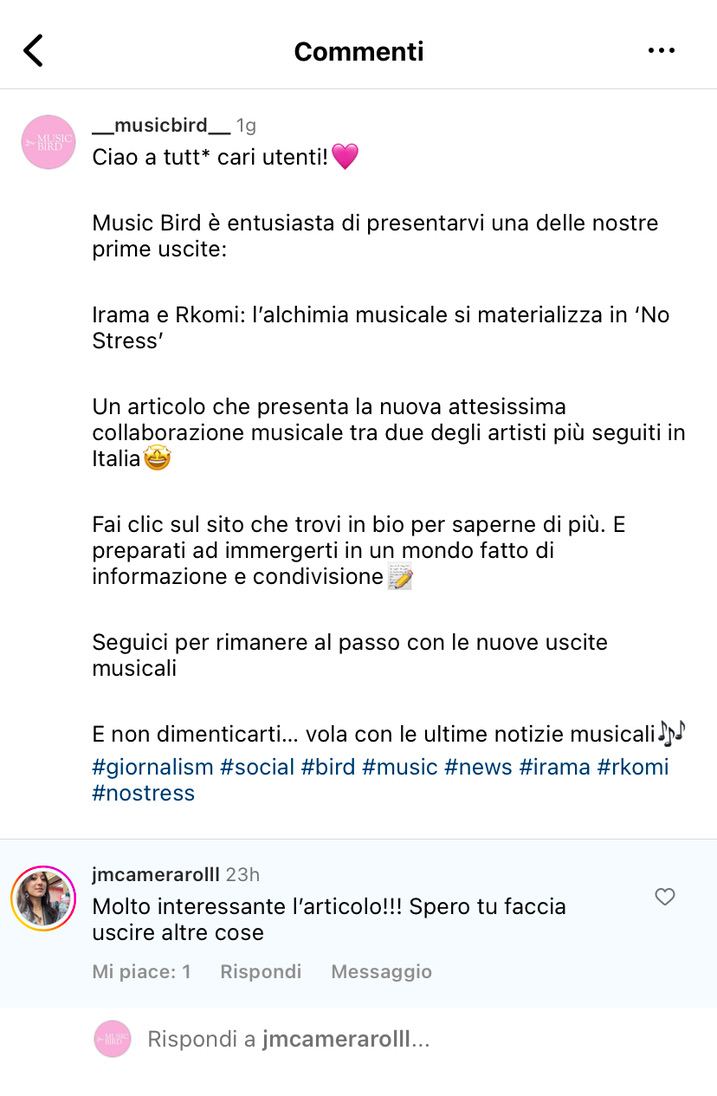 Commenti
__musicbird__ 1g
MUSIC
BIRD
Ciao a tutt* cari utenti!🩷
Music Bird è entusiasta di presentarvi una delle nostre
prime uscite:
Irama e Rkomi: l’alchimia musicale si materializza in ‘No
Stress’
Un articolo che presenta la nuova attesissima
collaborazione musicale tra due degli artisti più seguiti in
Italia🤩
Fai clic sul sito che trovi in bio per saperne di più. E
preparati ad immergerti in un mondo fatto di
informazione e condivisione📝
Seguici per rimanere al passo con le nuove uscite
musicali
E non dimenticarti... vola con le ultime notizie musicali🎶
#giornalism #social #bird #music #news #irama #rkomi
#nostress
jmcamerarolll 23h
Molto interessante l’articolo!!! Spero tu faccia
uscire altre cose
Mi piace: 1 Rispondi Messaggio
MUSIC
BIRD
Rispondi a jmcamerarolll...